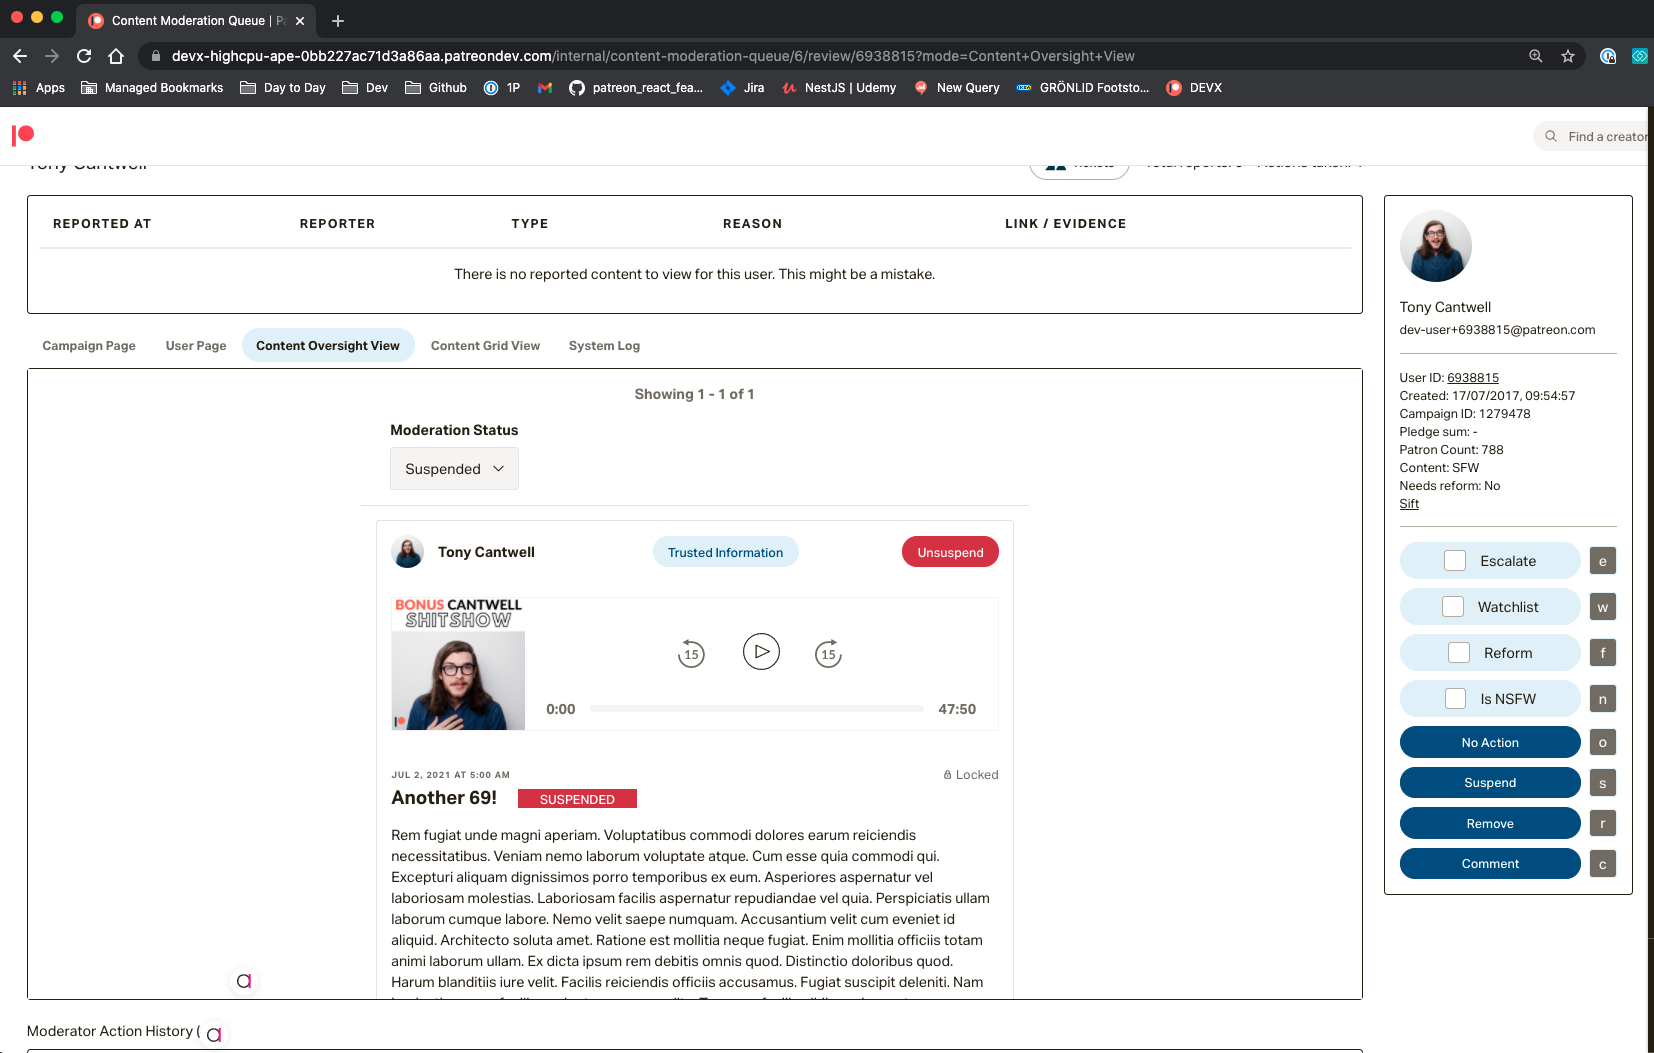 Content Moderation Queue | Pa
devx-highcpu-ape-0bb227ac71d3a86aa.patreondev.com/internal/content-moderation-queue/6/review/6938815?mode=Content+Oversight+View
Apps Managed Bookmarks Day to Day Dev Github 1P patreon_react_fea... Jira NestJS | Udemy New Query GRÖNLID Footsto... DEVX
Find a creator
Tony Cantwell
REPORTED AT REPORTER TYPE REASON LINK / EVIDENCE
There is no reported content to view for this user. This might be a mistake.
Campaign Page User Page Content Oversight View Content Grid View System Log
Showing 1 - 1 of 1
Moderation Status
Suspended
Tony Cantwell Trusted Information Unsuspend
BONUS CANTWELL
SHITSHOW
15 15
0:00 47:50
JUL 2, 2021 AT 5:00 AM Locked
Another 69! SUSPENDED
Rem fugiat unde magni aperiam. Voluptatibus commodi dolores earum reiciendis
necessitatibus. Veniam nemo laborum voluptate atque. Cum esse quia commodi qui.
Excepturi aliquam dignissimos porro temporibus ex eum. Asperiores aspernatur vel
laboriosam molestias. Laboriosam facilis aspernatur repudiandae vel quia. Perspiciatis ullam
laborum cumque labore. Nemo velit saepe numquam. Accusantium velit cum eveniet id
aliquid. Architecto soluta amet. Ratione est mollitia neque fugiat. Enim mollitia officiis totam
animi laborum ullam. Ex dicta ipsum rem debitis omnis quod. Distinctio doloribus quod.
Harum blanditiis iure velit. Facilis reiciendis officiis accusamus. Fugiat suscipit deleniti. Nam
Moderator Action History (
Tony Cantwell
dev-user+6938815@patreon.com
User ID: 6938815
Created: 17/07/2017, 09:54:57
Campaign ID: 1279478
Pledge sum: -
Patron Count: 788
Content: SFW
Needs reform: No
Sift
Escalate e
Watchlist w
Reform f
Is NSFW n
No Action o
Suspend s
Remove r
Comment c